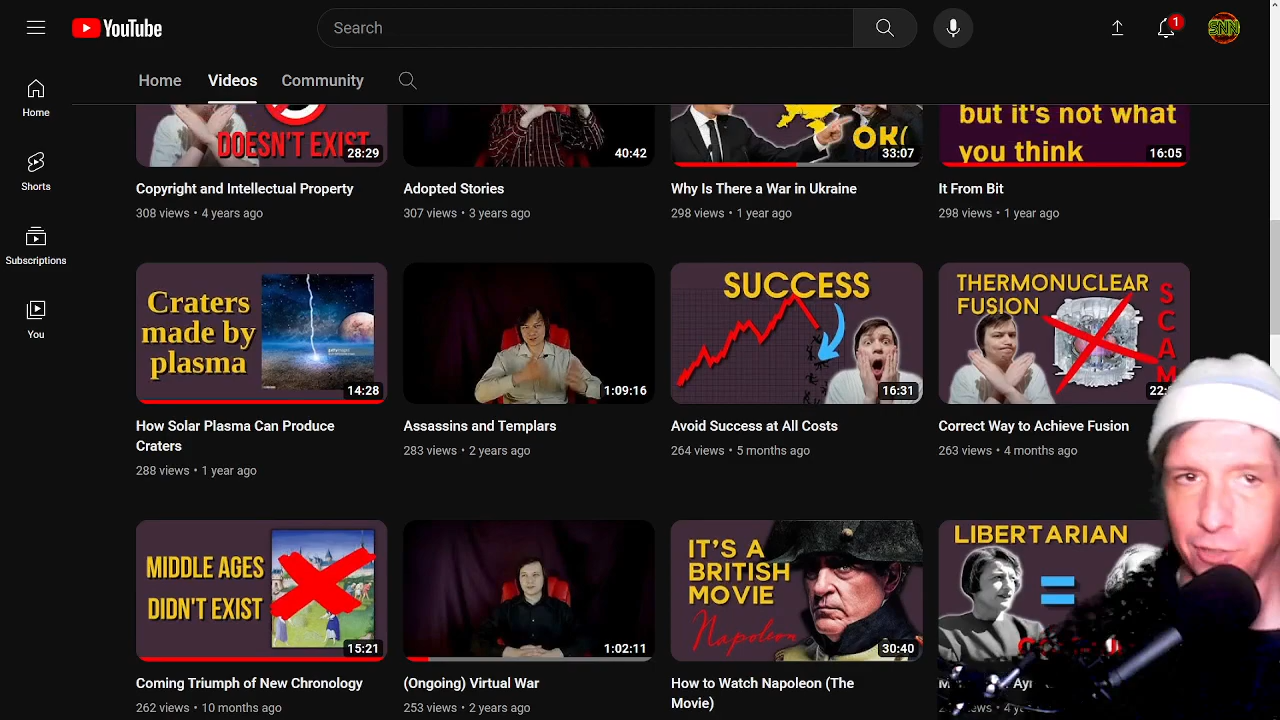 YouTube
Search
1
SNN
Home
Videos
Community
Home
Shorts
Subscriptions
You
DOESN'T EXIST
28:29
40:42
OK(
33:07
but it's not what
you think
16:05
Copyright and Intellectual Property
308 views • 4 years ago
Adopted Stories
307 views • 3 years ago
Why Is There a War in Ukraine
298 views • 1 year ago
It From Bit
298 views • 1 year ago
Craters
made by
plasma
14:28
1:09:16
SUCCESS
16:31
THERMONUCLEAR
FUSION
SCAM
22:
How Solar Plasma Can Produce
Craters
288 views • 1 year ago
Assassins and Templars
283 views • 2 years ago
Avoid Success at All Costs
264 views • 5 months ago
Correct Way to Achieve Fusion
263 views • 4 months ago
MIDDLE AGES
DIDN'T EXIST
15:21
1:02:11
IT'S A
BRITISH
MOVIE
Napoleon
30:40
LIBERTARIAN
=
Coming Triumph of New Chronology
262 views • 10 months ago
(Ongoing) Virtual War
253 views • 2 years ago
How to Watch Napoleon (The
Movie)